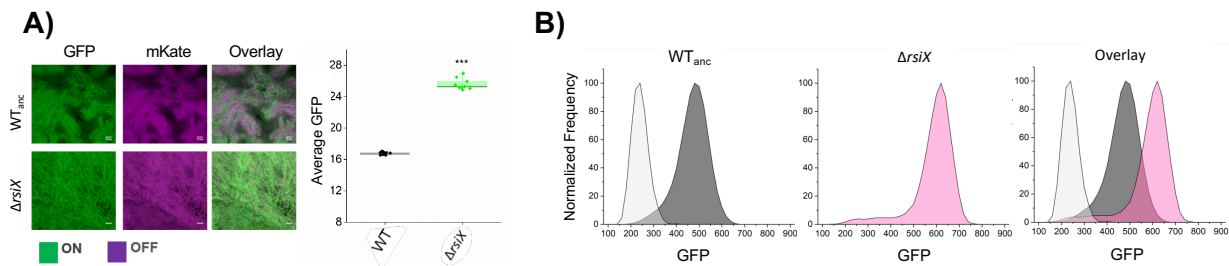 A)
GFP mKate Overlay
WTanc
ΔrsiX
ON OFF
Average GFP
28
24
20
16
12
8
***
WT ΔrsiX
B)
WTanc ΔrsiX Overlay
Normalized Frequency
100
80
60
40
20
0
100 200 300 400 500 600 700 800 900
GFP
100
80
60
40
20
0
100 200 300 400 500 600 700 800 900
GFP
100
80
60
40
20
0
100 200 300 400 500 600 700 800 900
GFP